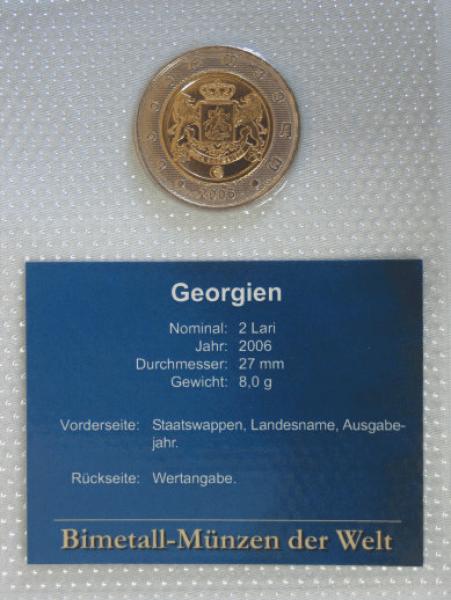 2006
Georgien
Nominal: 2 Lari
Jahr: 2006
Durchmesser: 27 mm
Gewicht: 8,0 g
Vorderseite: Staatswappen, Landesname, Ausgabe-
jahr.
Rückseite: Wertangabe.
Bimetall-Münzen der Welt